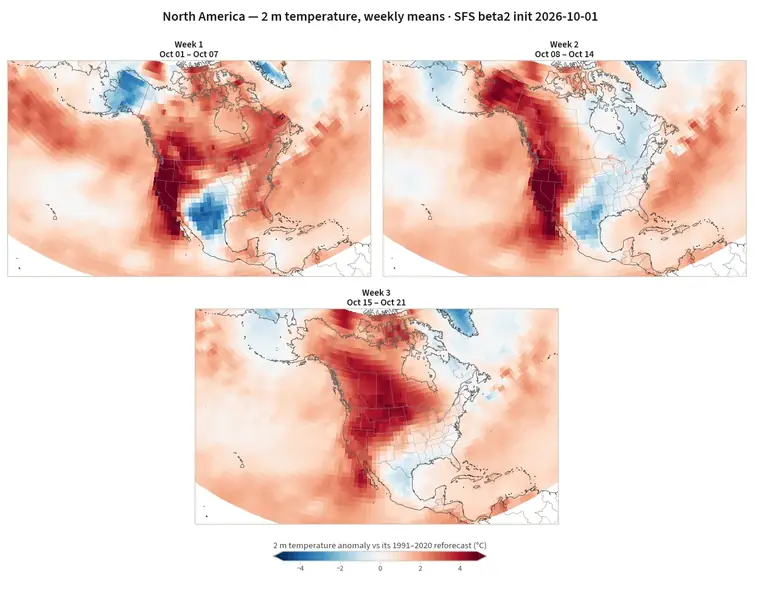 North America — 2 m temperature, weekly means · SFS beta2 init 2026-10-01
Week 1
Oct 01 – Oct 07
Week 2
Oct 08 – Oct 14
Week 3
Oct 15 – Oct 21
2 m temperature anomaly vs its 1991–2020 reforecast (°C)
−4 −2 0 2 4